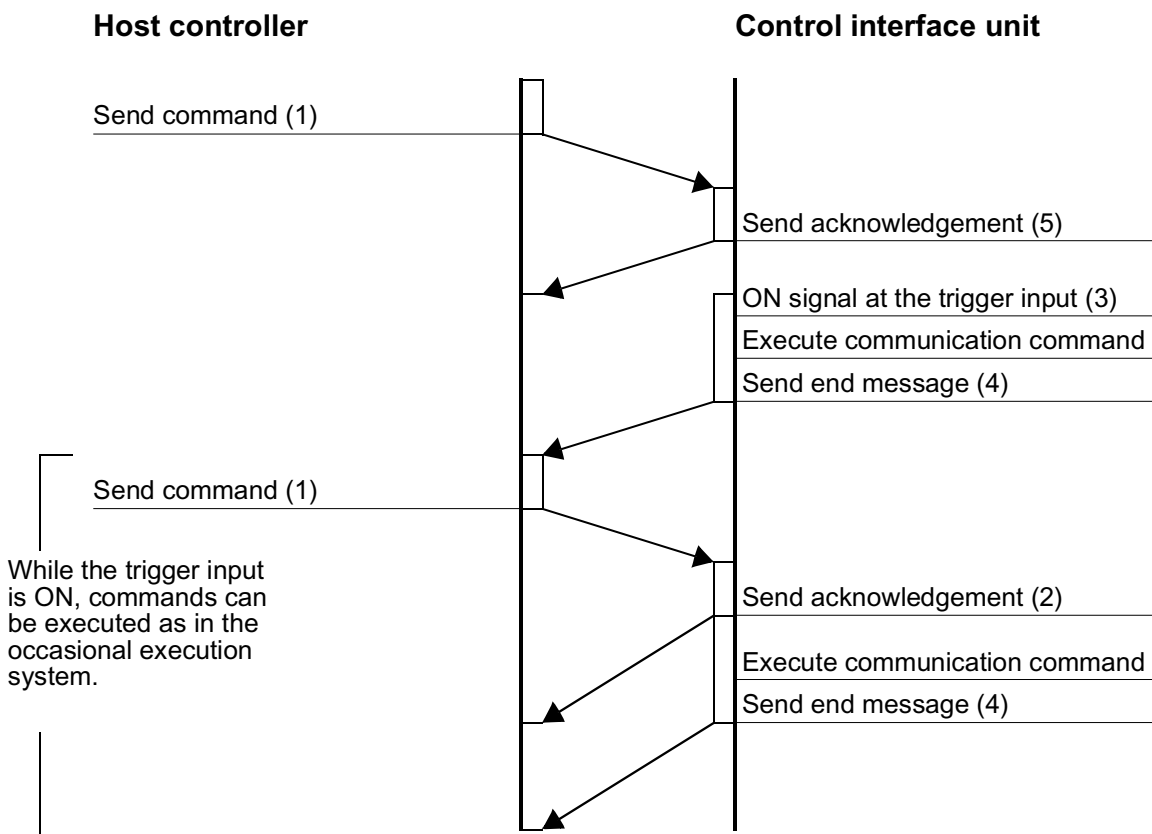 Host controller
Control interface unit
Send command (1)
Send acknowledgement (5)
ON signal at the trigger input (3)
Execute communication command
Send end message (4)
Send command (1)
While the trigger input
is ON, commands can
be executed as in the
occasional execution
system.
Send acknowledgement (2)
Execute communication command
Send end message (4)